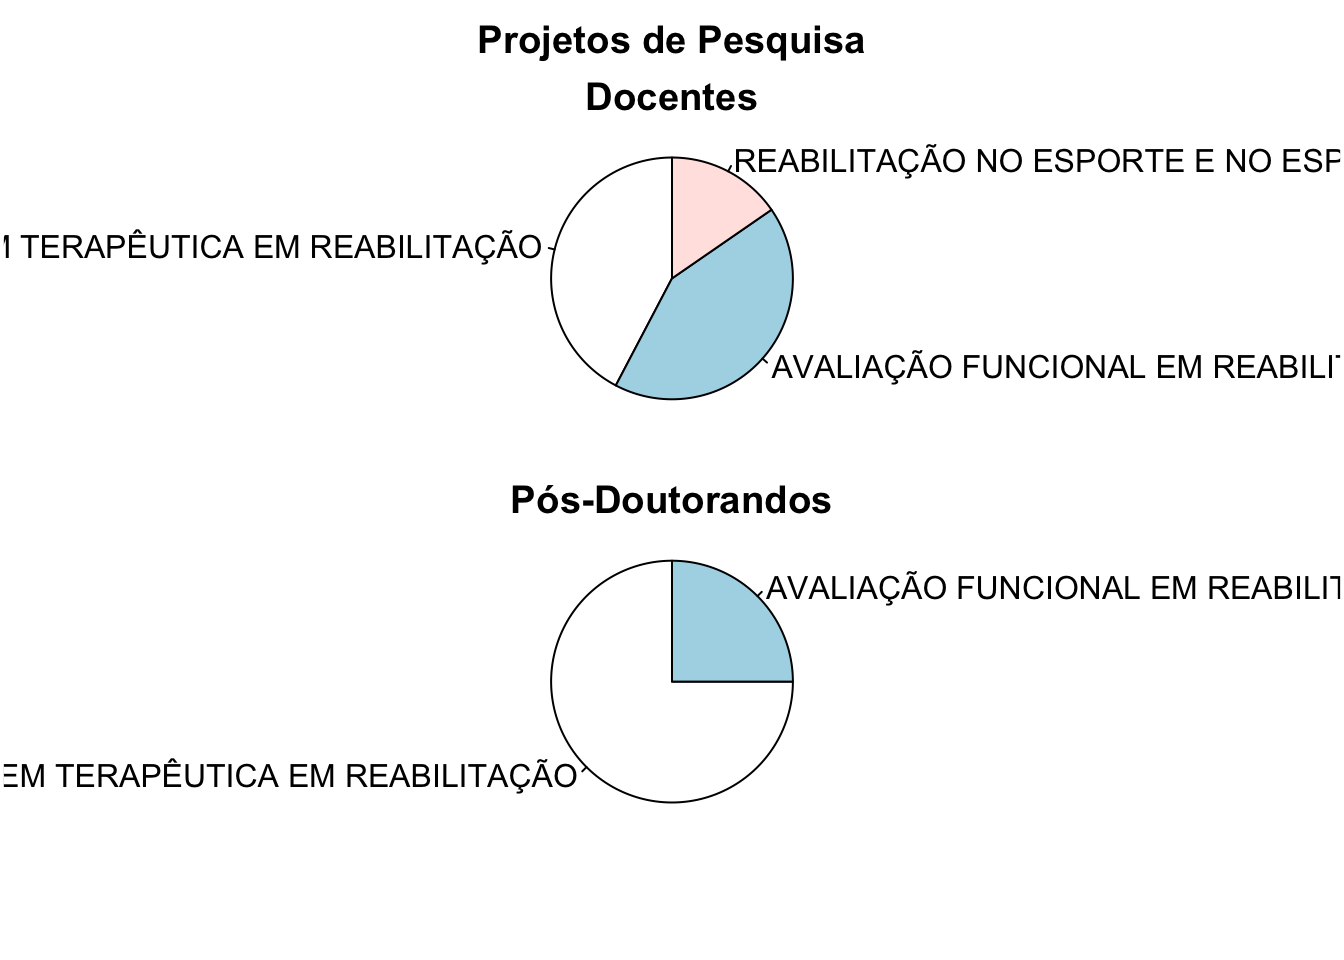 Projetos de Pesquisa
Docentes
REABILITAÇÃO NO ESPORTE E NO ESP
TERAPÊUTICA EM REABILITAÇÃO
AVALIAÇÃO FUNCIONAL EM REABILI
Pós-Doutorandos
AVALIAÇÃO FUNCIONAL EM REABILIT
EM TERAPÊUTICA EM REABILITAÇÃO